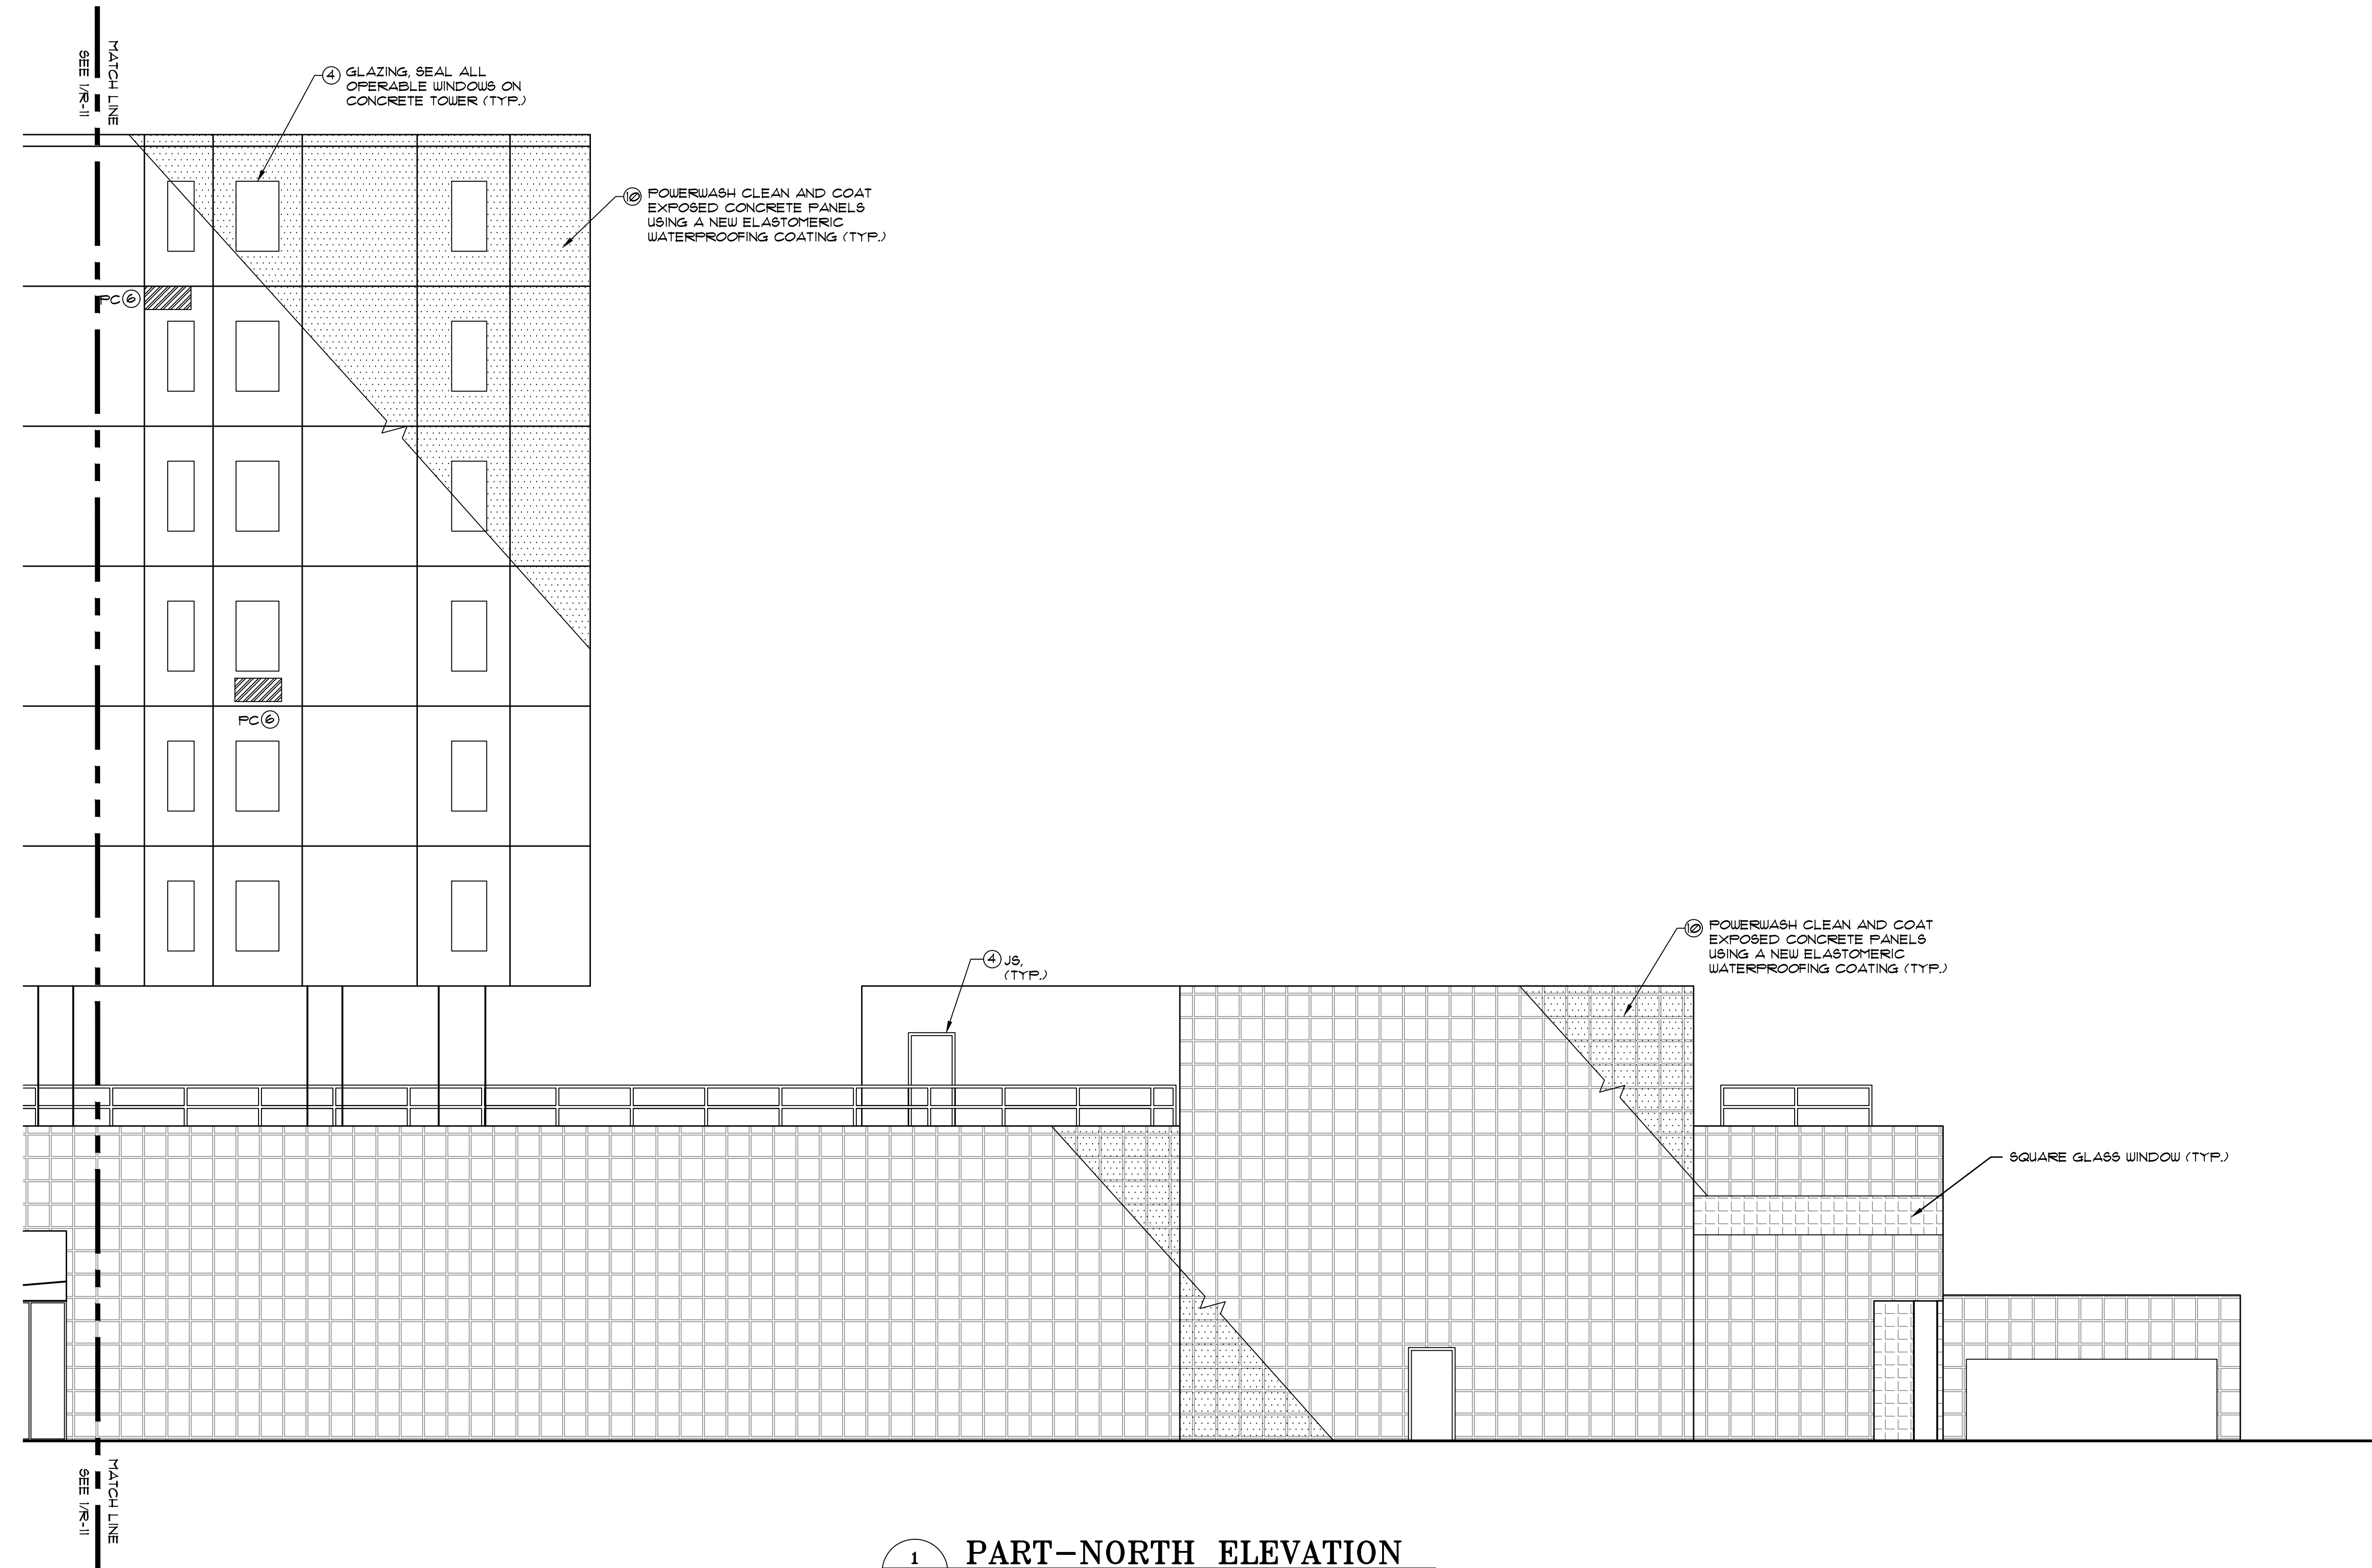 MATCH LINE
SEE 1/R-11
4 GLAZING, SEAL ALL
OPERABLE WINDOWS ON
CONCRETE TOWER (TYP.)
10 POWERWASH CLEAN AND COAT
EXPOSED CONCRETE PANELS
USING A NEW ELASTOMERIC
WATERPROOFING COATING (TYP.)
PC 6
PC 6
4 JS,
(TYP.)
10 POWERWASH CLEAN AND COAT
EXPOSED CONCRETE PANELS
USING A NEW ELASTOMERIC
WATERPROOFING COATING (TYP.)
SQUARE GLASS WINDOW (TYP.)
MATCH LINE
SEE 1/R-11
1 PART-NORTH ELEVATION